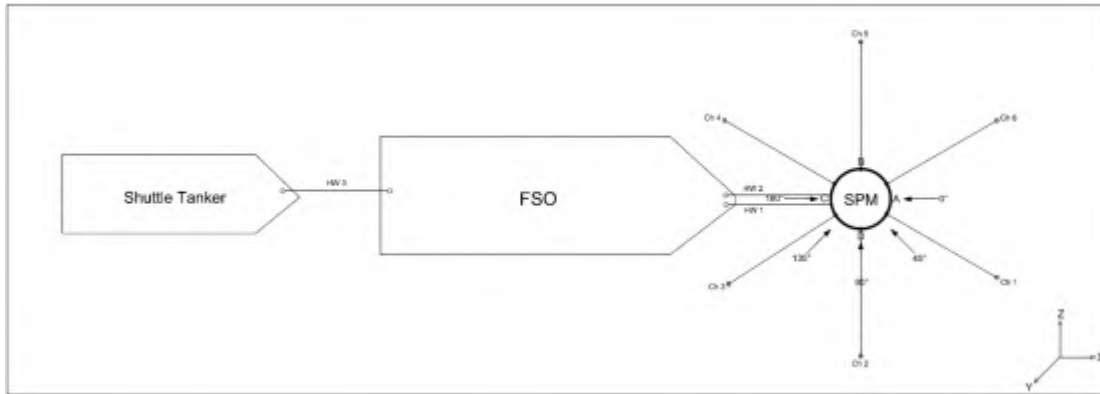 Ch 5
Ch 4
Ch 6
B
Shuttle Tanker
HW 3
FSO
HW 2
180°
C
SPM
A
0°
HW 1
135°
45°
Ch 3
90°
Ch 1
Ch 2
Z
X
Y